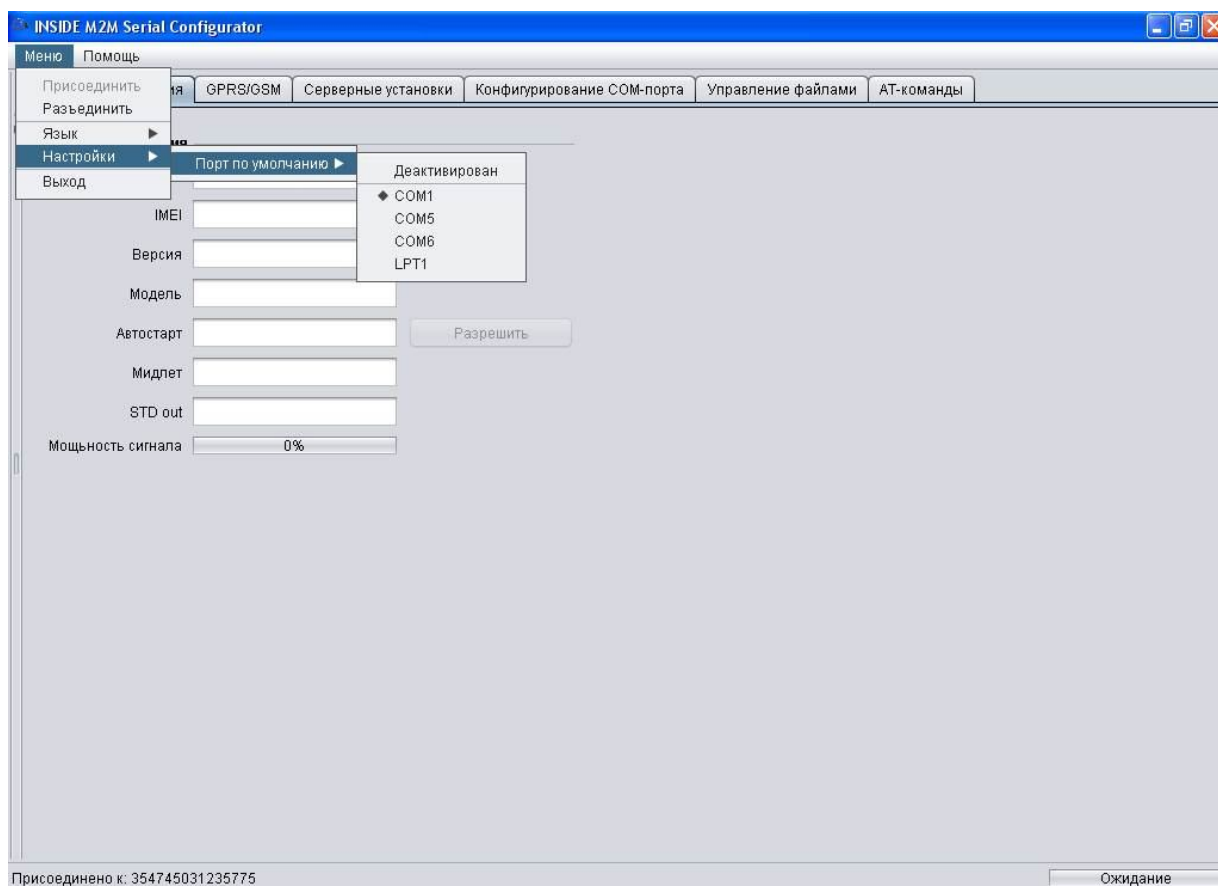 INSIDE M2M Serial Configurator
Меню Помощь
Присоединить
Разъединить
Язык
Настройки
Выход
ия GPRS/GSM Серверные установки Конфигурирование COM-порта Управление файлами AT-команды
Порт по умолчанию
Деактивирован
COM1
COM5
COM6
LPT1
IMEI
Версия
Модель
Автостарт Разрешить
Мидлет
STD out
Мощьность сигнала 0%
Присоединено к: 354745031235775 Ожидание